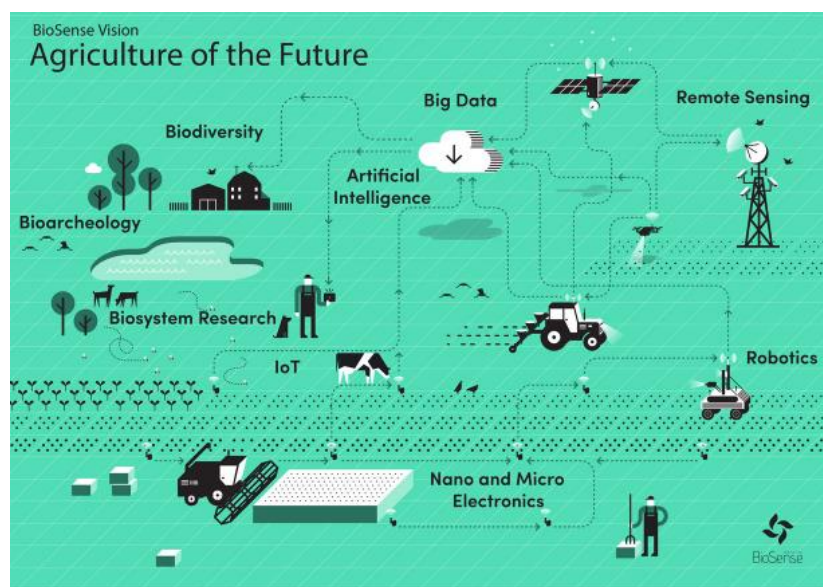 BioSense Vision
Agriculture of the Future
Big Data
Remote Sensing
Biodiversity
Artificial
Intelligence
Bioarcheology
Biosystem Research
IoT
Robotics
Nano and Micro
Electronics
BioSense